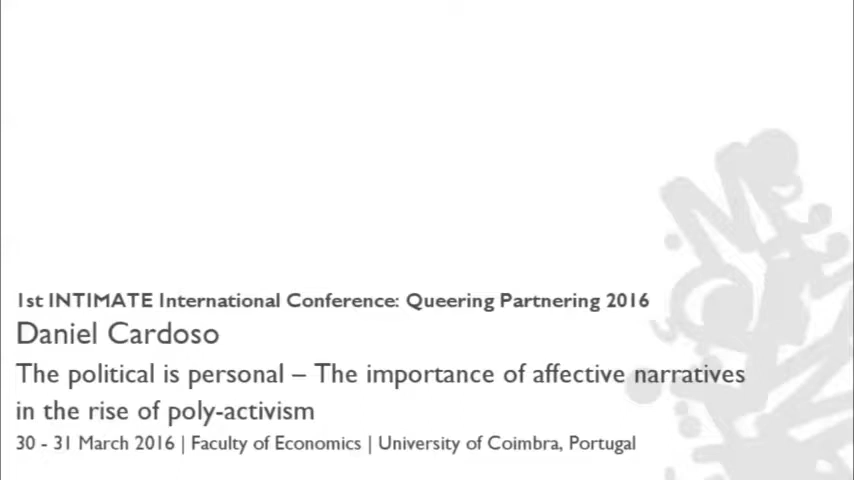 1st INTIMATE International Conference: Queering Partnering 2016
Daniel Cardoso
The political is personal – The importance of affective narratives
in the rise of poly-activism
30 - 31 March 2016 | Faculty of Economics | University of Coimbra, Portugal